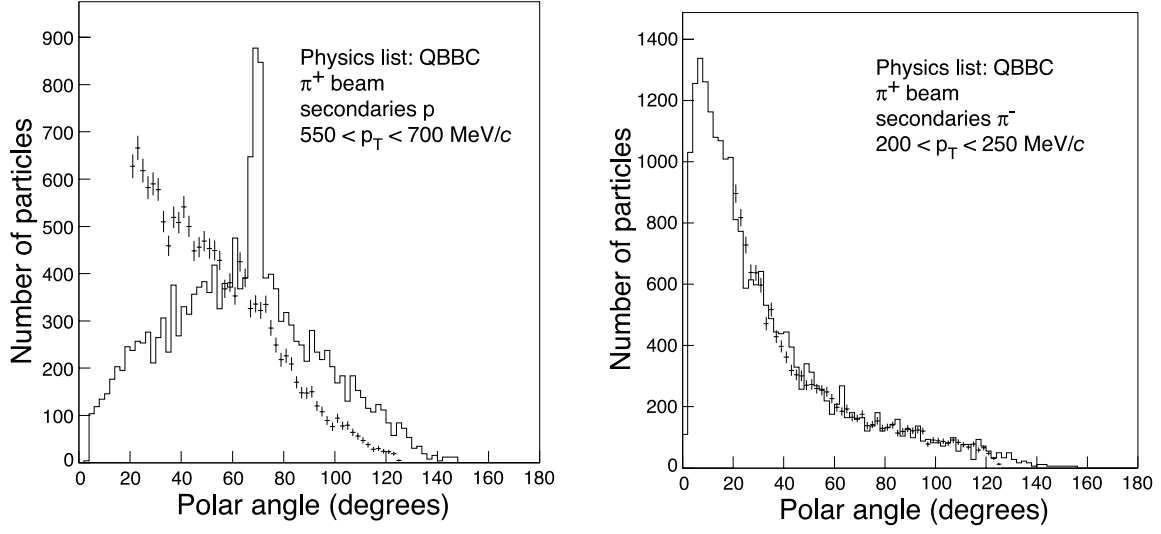 Number of particles
900
800
700
600
500
400
300
200
100
0
Physics list: QBBC
π+ beam
secondaries p
550 < pT < 700 MeV/c
20 40 60 80 100 120 140 160 180
Polar angle (degrees)
Number of particles
1400
1200
1000
800
600
400
200
0
Physics list: QBBC
π+ beam
secondaries π-
200 < pT < 250 MeV/c
0 20 40 60 80 100 120 140 160 180
Polar angle (degrees)